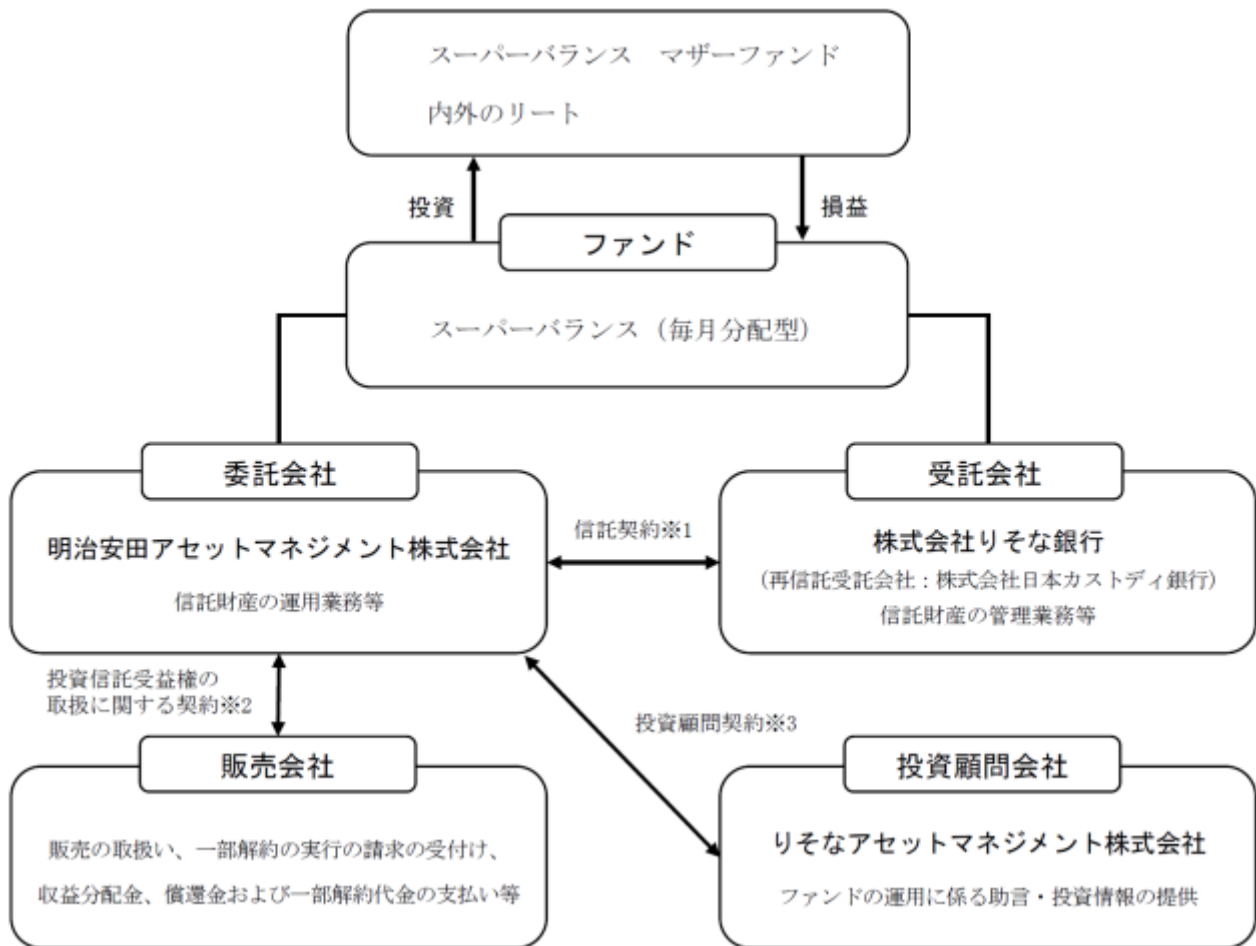 スーパーバランス　マザーファンド
内外のリート
投資
損益
ファンド
スーパーバランス（毎月分配型）
委託会社
明治安田アセットマネジメント株式会社
信託財産の運用業務等
信託契約※1
受託会社
株式会社りそな銀行
（再信託受託会社：株式会社日本カストディ銀行）
信託財産の管理業務等
投資信託受益権の
取扱に関する契約※2
投資顧問契約※3
販売会社
販売の取扱い、一部解約の実行の請求の受付け、
収益分配金、償還金および一部解約代金の支払い等
投資顧問会社
りそなアセットマネジメント株式会社
ファンドの運用に係る助言・投資情報の提供